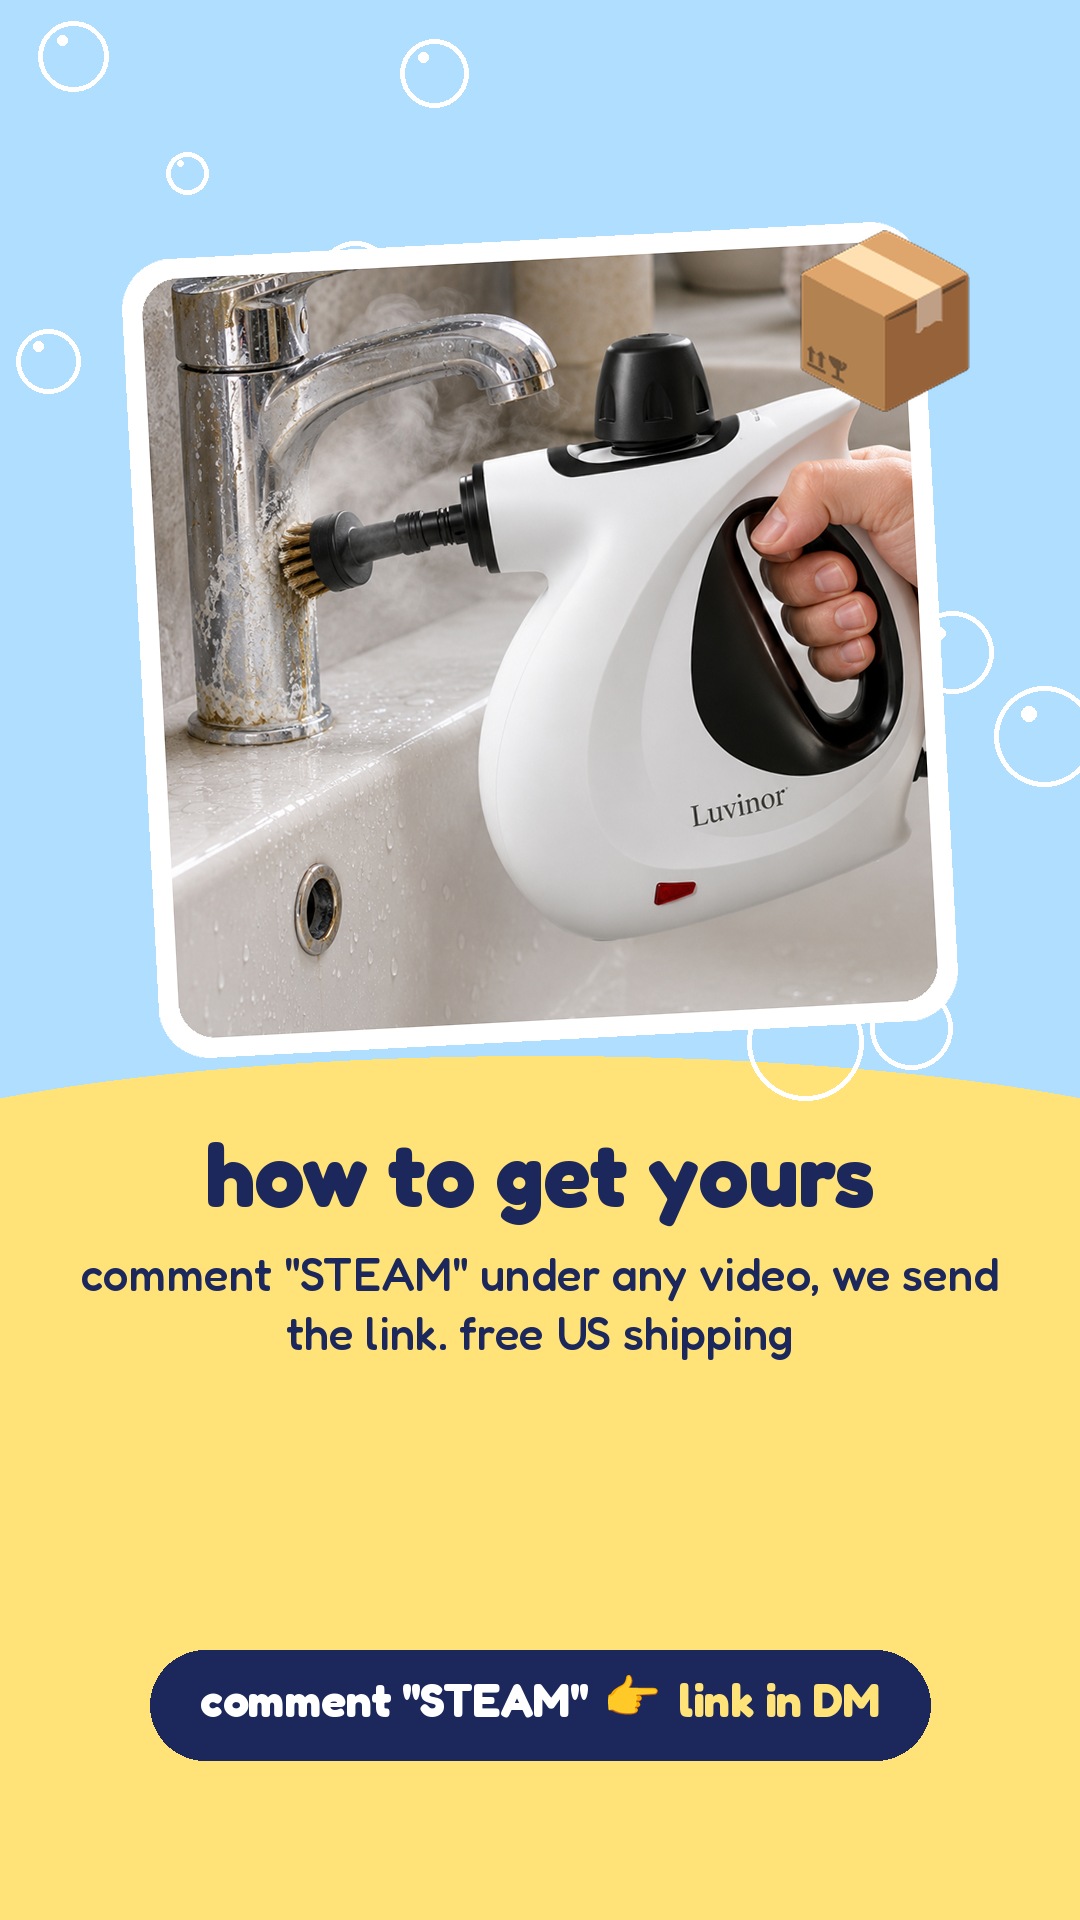 Luvinor
how to get yours
comment "STEAM" under any video, we send
the link. free US shipping
comment "STEAM" 👉 link in DM